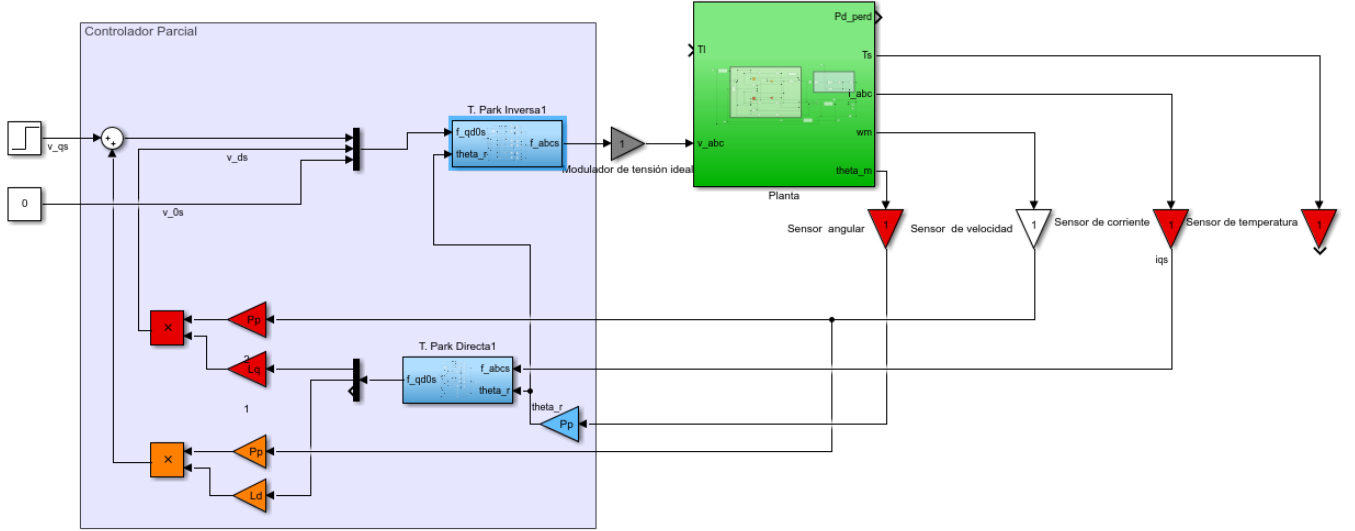 Controlador Parcial
Pd_perd
Tl
Ts
i_abc
T. Park Inversa1
f_qd0s
f_abcs
theta_r
wm
v_qs
+
+
1
v_abc
v_ds
Modulador de tensión ideal
theta_m
Planta
0
v_0s
Sensor angular
1
Sensor de velocidad
1
Sensor de corriente
1
Sensor de temperatura
1
iqs
×
Pp
2
Lq
T. Park Directa1
f_qd0s
f_abcs
theta_r
1
theta_r
Pp
×
Pp
Ld